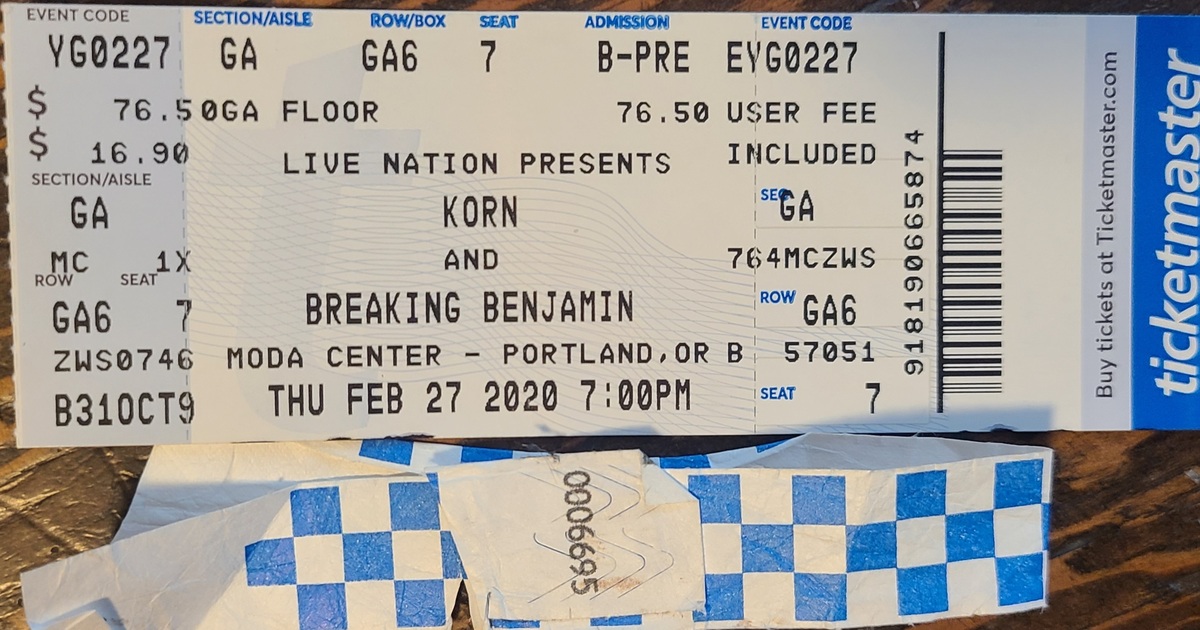 EVENT CODE SECTION/AISLE ROW/BOX SEAT ADMISSION EVENT CODE
YG0227 GA GA6 7 B-PRE EYG0227
$ 76.50GA FLOOR 76.50 USER FEE
$ 16.90 LIVE NATION PRESENTS INCLUDED
SECTION/AISLE SEC GA
GA KORN
MC 1X AND 764MCZWS
ROW SEAT
GA6 7 BREAKING BENJAMIN ROW GA6
ZWS0746 MODA CENTER - PORTLAND,OR B 57051
B31OCT9 THU FEB 27 2020 7:00PM SEAT 7
918190665874
Buy tickets at Ticketmaster.com
ticketmaster
0006695